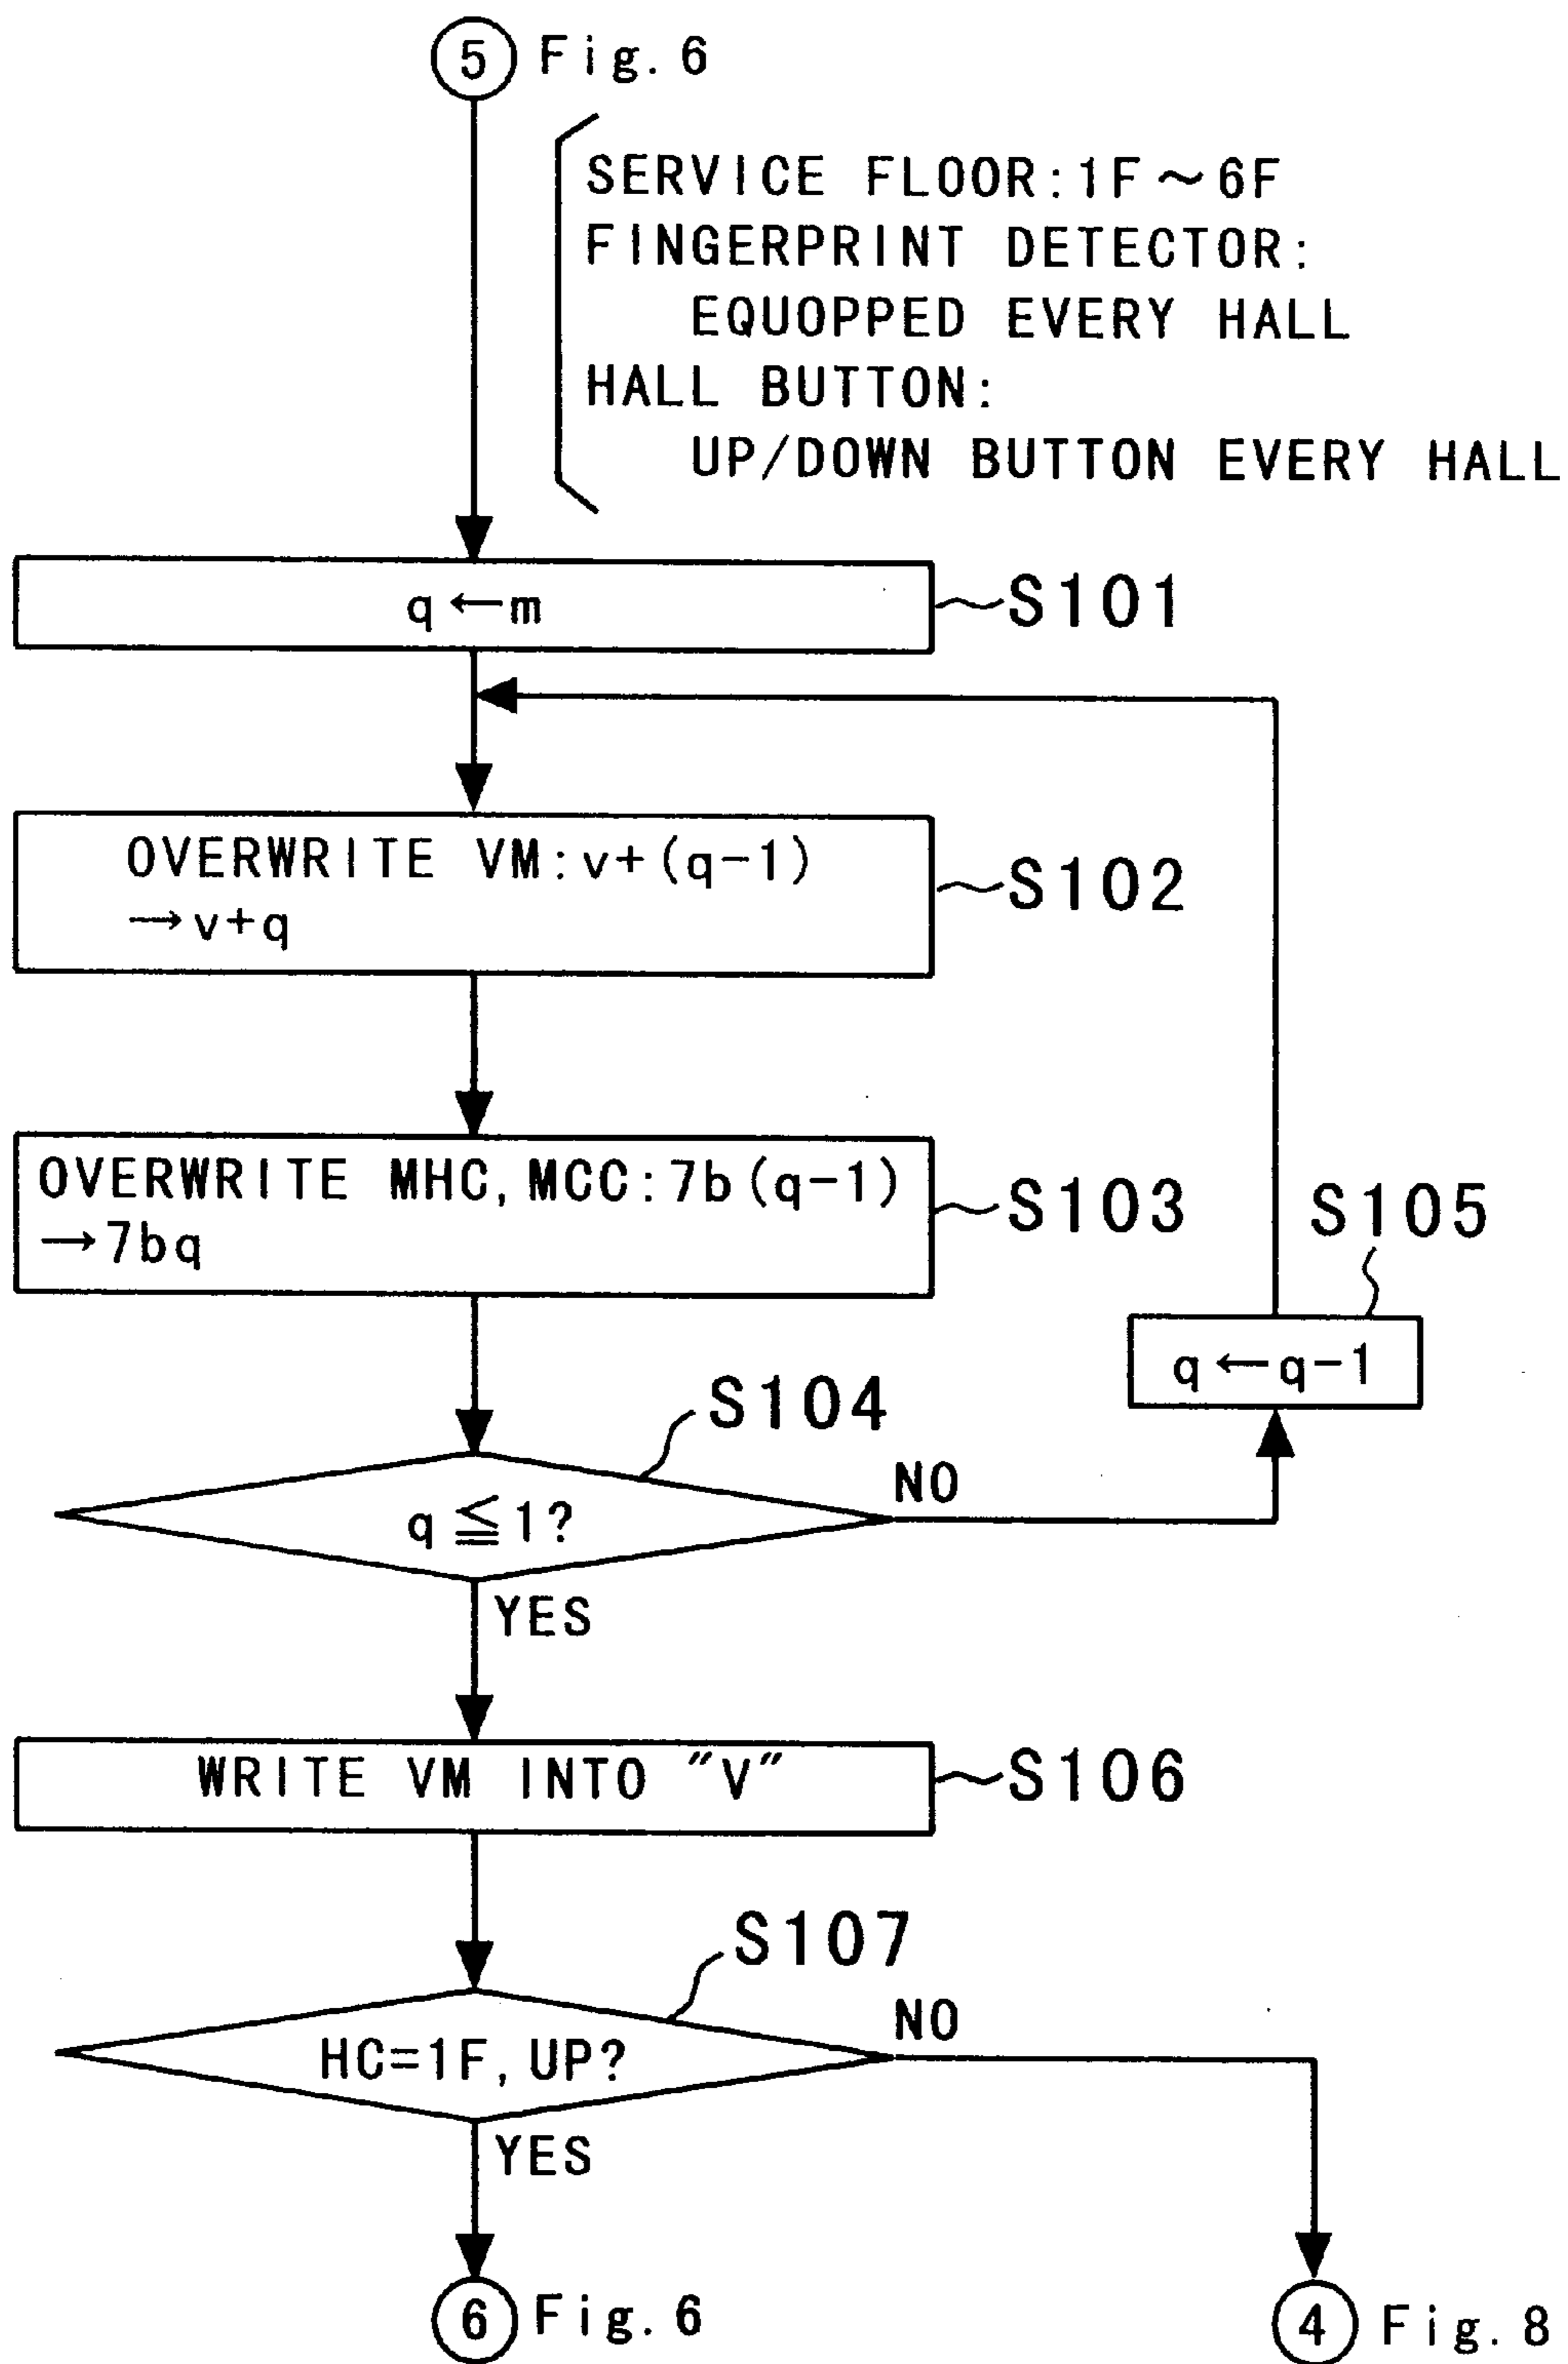 5 Fig. 6
SERVICE FLOOR:1F～6F
FINGERPRINT DETECTOR:
EQUOPPED EVERY HALL
HALL BUTTON:
UP/DOWN BUTTON EVERY HALL
q←m
S101
OVERWRITE VM:v+(q-1)
→v+q
S102
OVERWRITE MHC,MCC:7b(q-1)
→7bq
S103
S105
q←q-1
S104
q≦1?
NO
YES
WRITE VM INTO "V"
S106
S107
HC=1F,UP?
NO
YES
6 Fig. 6
4 Fig. 8